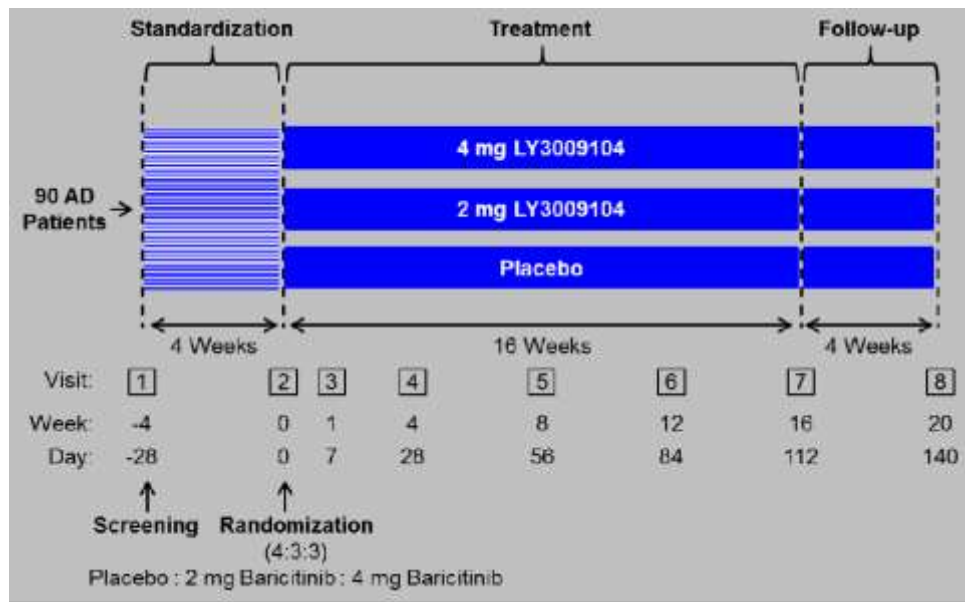 Standardization Treatment Follow-up
4 mg LY3009104
90 AD
Patients
2 mg LY3009104
Placebo
4 Weeks 16 Weeks 4 Weeks
Visit: 1 2 3 4 5 6 7 8
Week: -4 0 1 4 8 12 16 20
Day: -28 0 7 28 56 84 112 140
Screening Randomization
(4:3:3)
Placebo : 2 mg Baricitinib : 4 mg Baricitinib